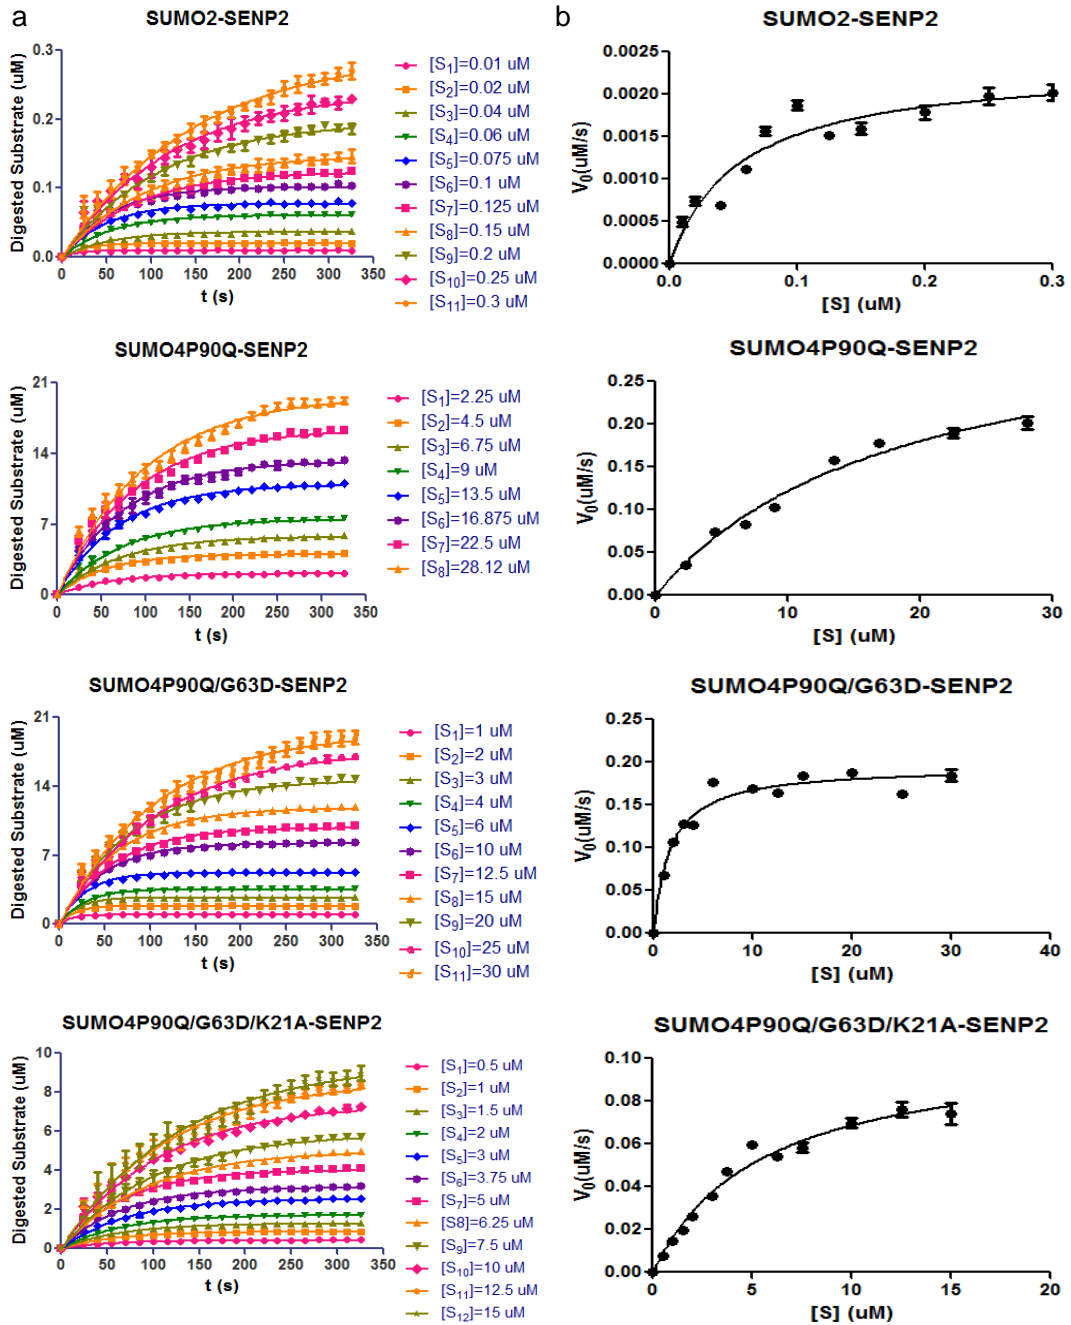 a
SUMO2-SENP2
Digested Substrate (uM)
0.3
0.2
0.1
0.0
0 50 100 150 200 250 300 350
t (s)
[S1]=0.01 uM
[S2]=0.02 uM
[S3]=0.04 uM
[S4]=0.06 uM
[S5]=0.075 uM
[S6]=0.1 uM
[S7]=0.125 uM
[S8]=0.15 uM
[S9]=0.2 uM
[S10]=0.25 uM
[S11]=0.3 uM
b
SUMO2-SENP2
V0(uM/s)
0.0025
0.0020
0.0015
0.0010
0.0005
0.0000
0.0 0.1 0.2 0.3
[S] (uM)
SUMO4P90Q-SENP2
Digested Substrate (uM)
21
14
7
0
0 50 100 150 200 250 300 350
t (s)
[S1]=2.25 uM
[S2]=4.5 uM
[S3]=6.75 uM
[S4]=9 uM
[S5]=13.5 uM
[S6]=16.875 uM
[S7]=22.5 uM
[S8]=28.12 uM
SUMO4P90Q-SENP2
V0(uM/s)
0.25
0.20
0.15
0.10
0.05
0.00
0 10 20 30
[S] (uM)
SUMO4P90Q/G63D-SENP2
Digested Substrate (uM)
21
14
7
0
0 50 100 150 200 250 300 350
t (s)
[S1]=1 uM
[S2]=2 uM
[S3]=3 uM
[S4]=4 uM
[S5]=6 uM
[S6]=10 uM
[S7]=12.5 uM
[S8]=15 uM
[S9]=20 uM
[S10]=25 uM
[S11]=30 uM
SUMO4P90Q/G63D-SENP2
V0(uM/s)
0.25
0.20
0.15
0.10
0.05
0.00
0 10 20 30 40
[S] (uM)
SUMO4P90Q/G63D/K21A-SENP2
Digested Substrate (uM)
10
8
6
4
2
0
0 50 100 150 200 250 300 350
t (s)
[S1]=0.5 uM
[S2]=1 uM
[S3]=1.5 uM
[S4]=2 uM
[S5]=3 uM
[S6]=3.75 uM
[S7]=5 uM
[S8]=6.25 uM
[S9]=7.5 uM
[S10]=10 uM
[S11]=12.5 uM
[S12]=15 uM
SUMO4P90Q/G63D/K21A-SENP2
V0(uM/s)
0.10
0.08
0.06
0.04
0.02
0.00
0 5 10 15 20
[S] (uM)